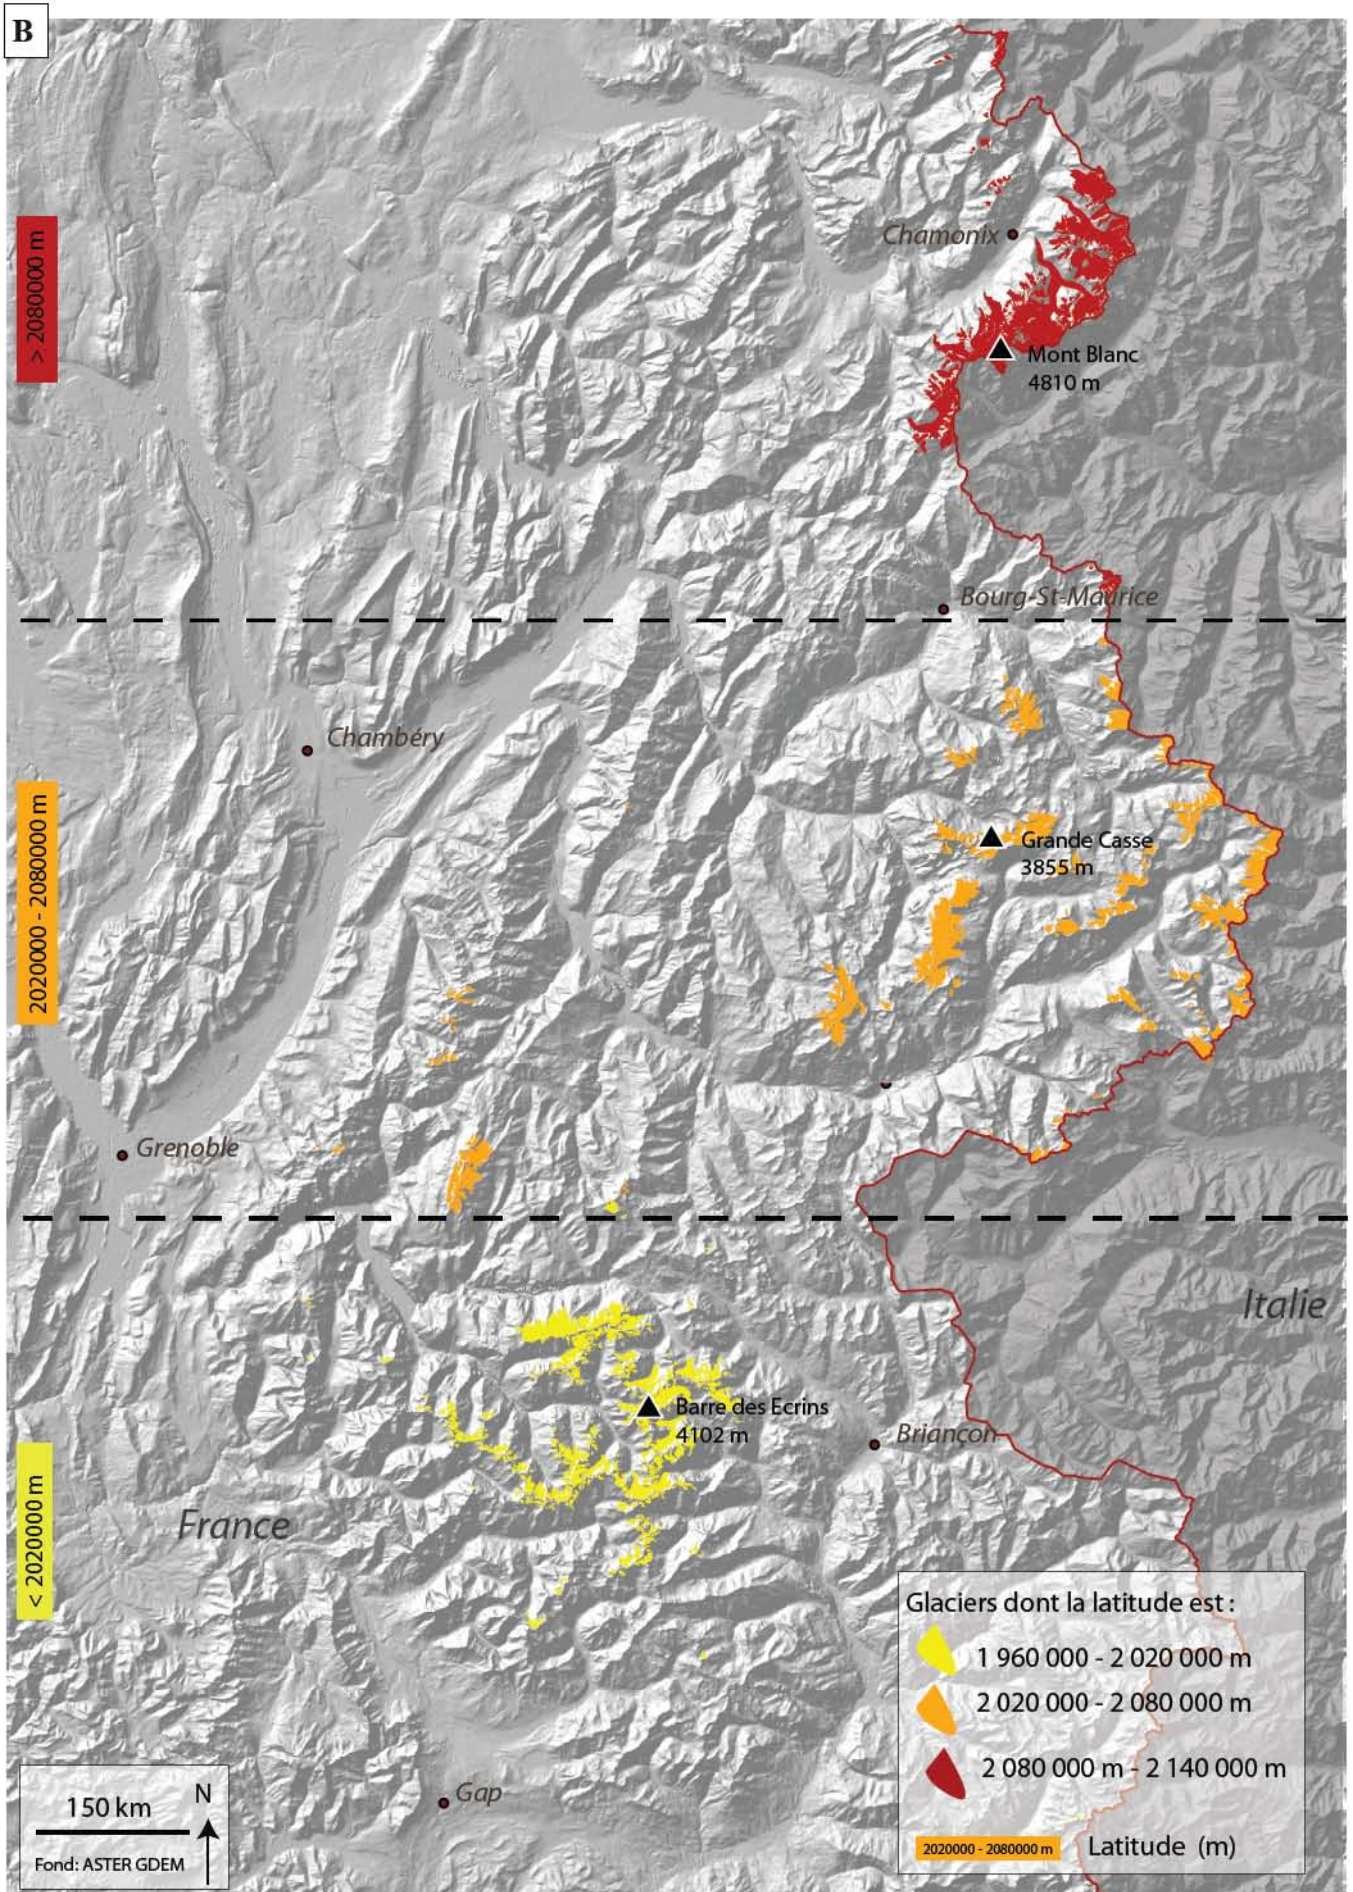 B
> 2080000 m
Chamonix
Mont Blanc
4810 m
Bourg-St-Maurice
Chambéry
2020000 - 2080000 m
Grande Casse
3855 m
Grenoble
Italie
Barre des Ecrins
4102 m
Briançon
< 2020000 m
France
Glaciers dont la latitude est :
1 960 000 - 2 020 000 m
2 020 000 - 2 080 000 m
2 080 000 m - 2 140 000 m
2020000 - 2080000 m
Latitude (m)
Gap
150 km
N
Fond: ASTER GDEM